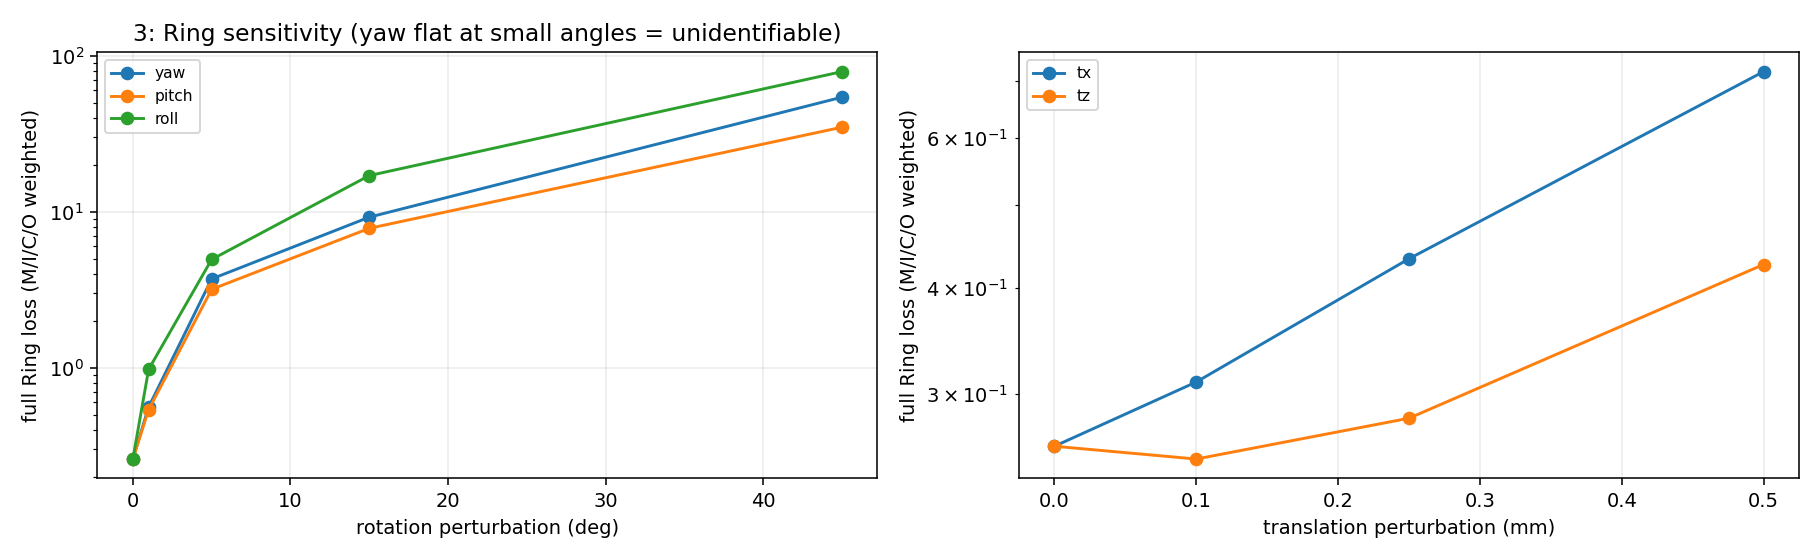 3: Ring sensitivity (yaw flat at small angles = unidentifiable)
full Ring loss (M/I/C/O weighted)
10²
10¹
10⁰
yaw
pitch
roll
0
10
20
30
40
rotation perturbation (deg)
full Ring loss (M/I/C/O weighted)
6 × 10⁻¹
4 × 10⁻¹
3 × 10⁻¹
tx
tz
0.0
0.1
0.2
0.3
0.4
0.5
translation perturbation (mm)